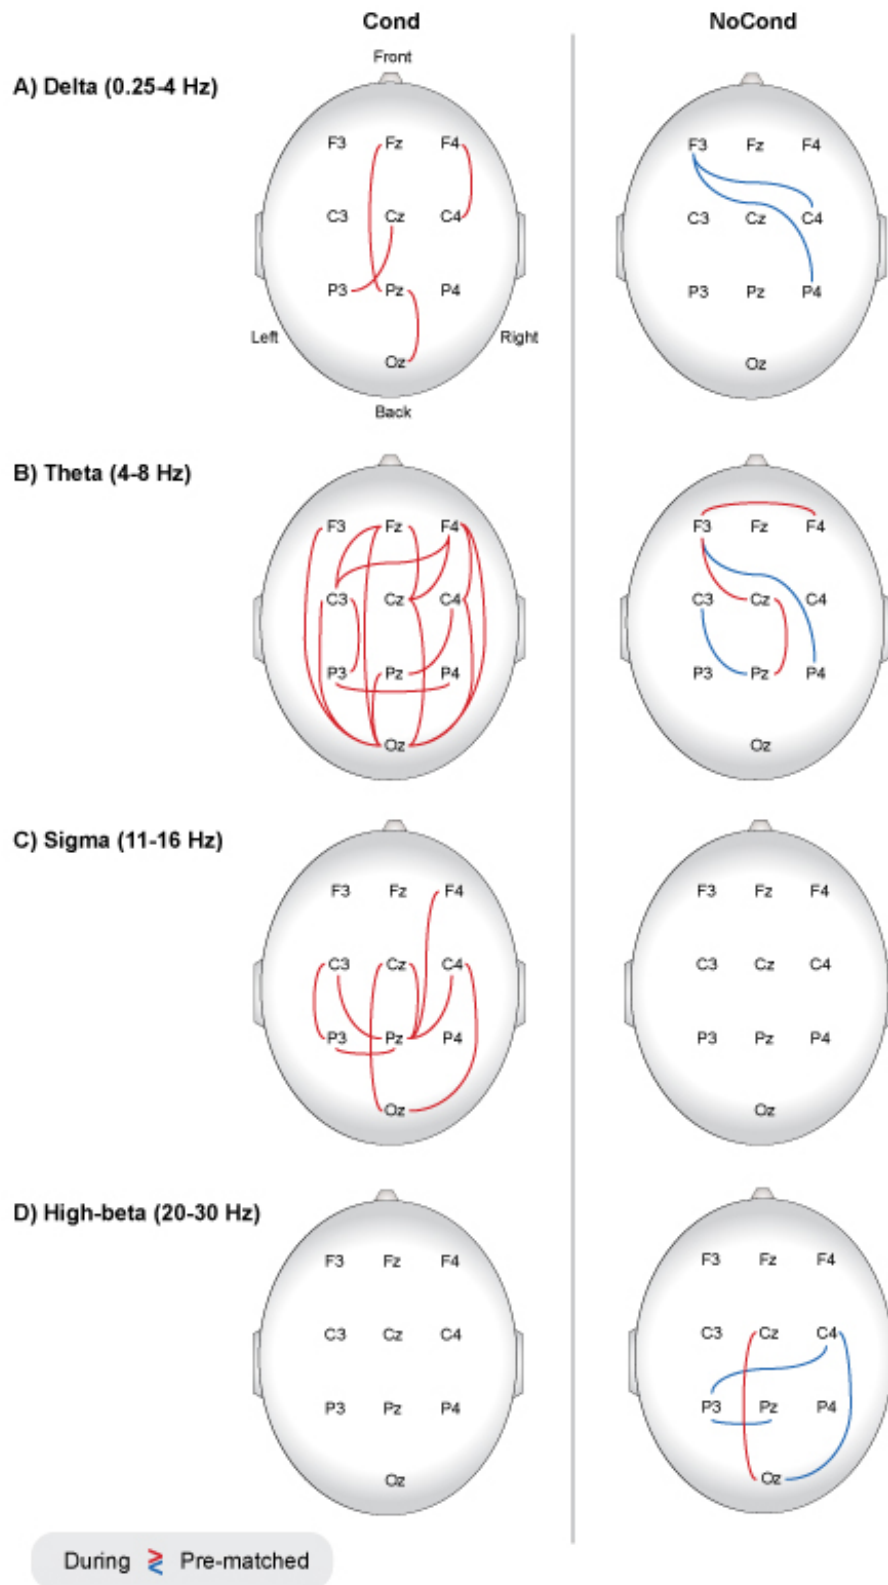 Cond NoCond
Front
A) Delta (0.25-4 Hz)
F3 Fz F4 F3 Fz F4
C3 Cz C4 C3 Cz C4
P3 Pz P4 P3 Pz P4
Left Right
Oz Oz
Back
B) Theta (4-8 Hz)
F3 Fz F4 F3 Fz F4
C3 Cz C4 C3 Cz C4
P3 Pz P4 P3 Pz P4
Oz Oz
C) Sigma (11-16 Hz)
F3 Fz F4 F3 Fz F4
C3 Cz C4 C3 Cz C4
P3 Pz P4 P3 Pz P4
Oz Oz
D) High-beta (20-30 Hz)
F3 Fz F4 F3 Fz F4
C3 Cz C4 C3 Cz C4
P3 Pz P4 P3 Pz P4
Oz Oz
During > < Pre-matched